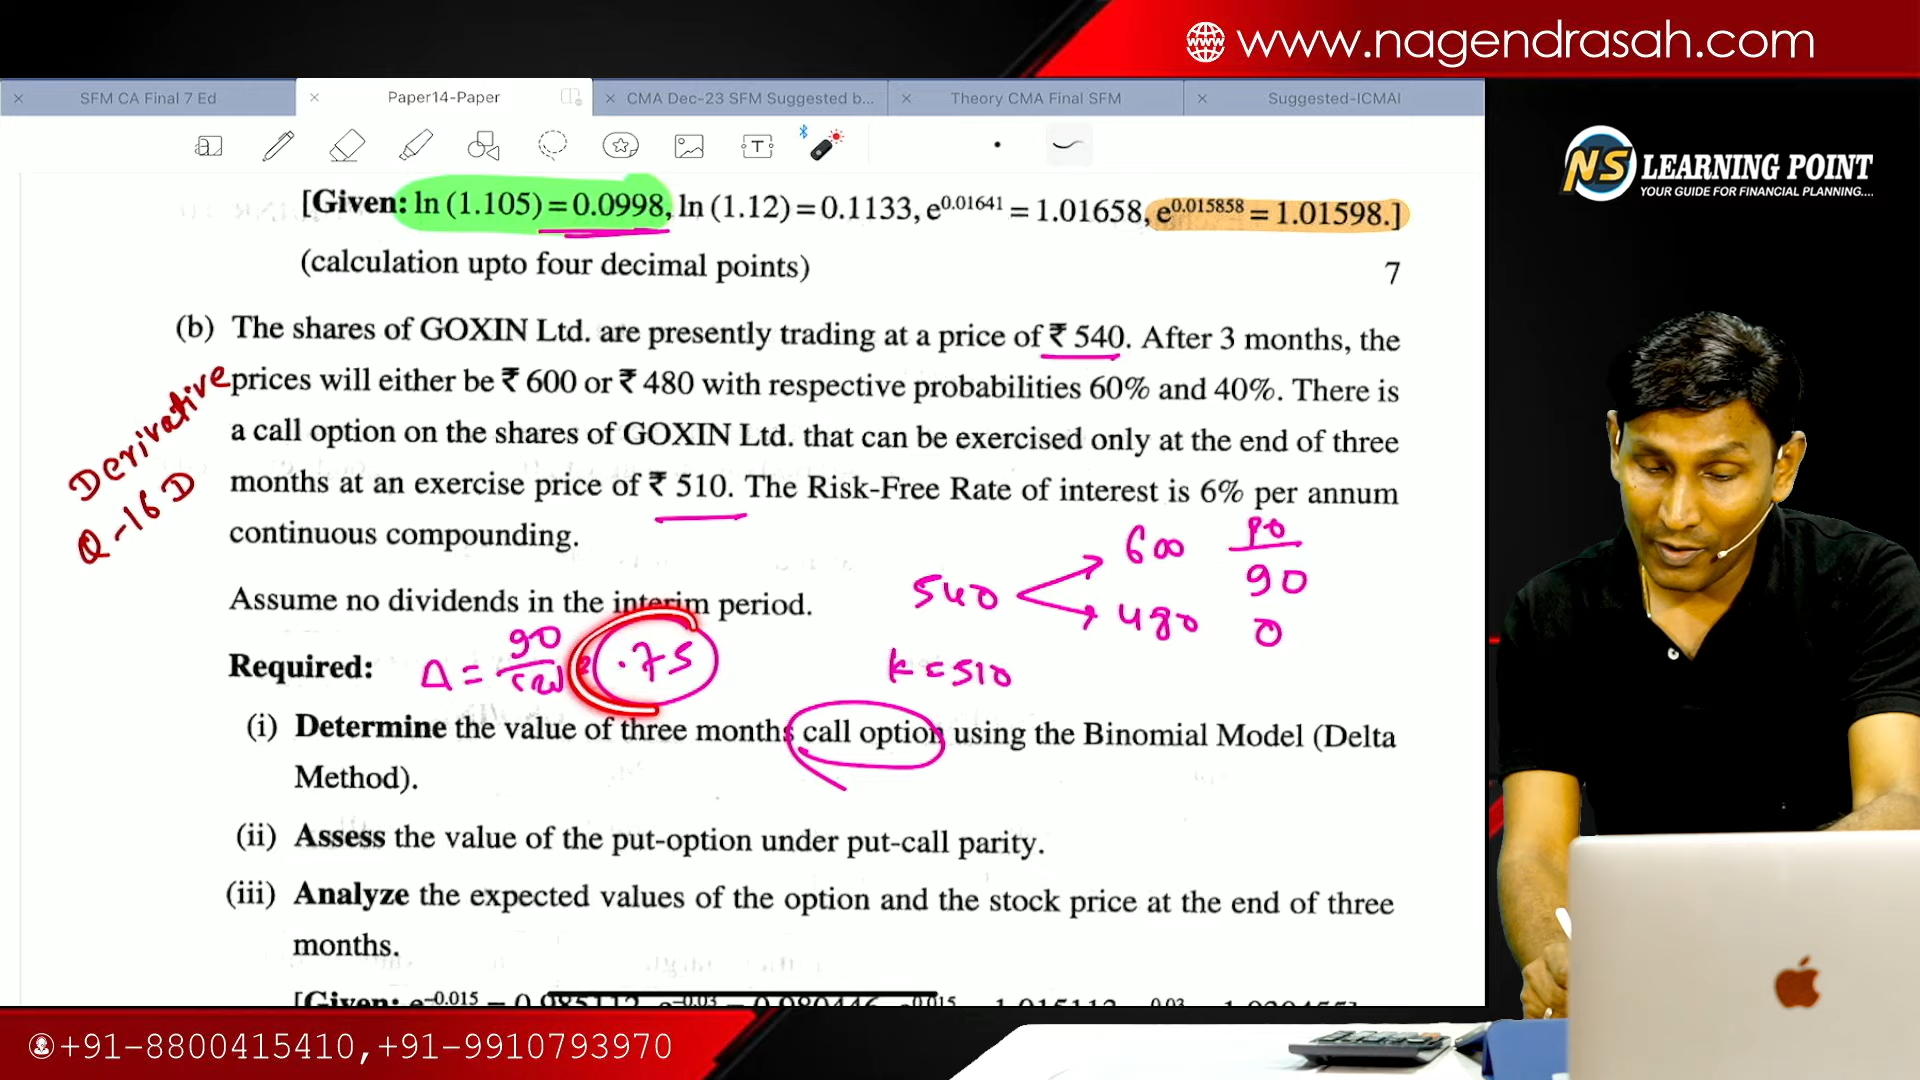 www.nagendrasah.com
SFM CA Final 7 Ed
Paper14-Paper
CMA Dec-23 SFM Suggested b...
Theory CMA Final SFM
Suggested-ICMAI
NS LEARNING POINT
YOUR GUIDE FOR FINANCIAL PLANNING....
[Given: ln (1.105) = 0.0998, ln (1.12) = 0.1133, e^0.01641 = 1.01658, e^0.015858 = 1.01598.]
(calculation upto four decimal points) 7
(b) The shares of GOXIN Ltd. are presently trading at a price of ₹ 540. After 3 months, the
prices will either be ₹ 600 or ₹ 480 with respective probabilities 60% and 40%. There is
a call option on the shares of GOXIN Ltd. that can be exercised only at the end of three
months at an exercise price of ₹ 510. The Risk-Free Rate of interest is 6% per annum
continuous compounding.
Derivative
Q-16 D
Assume no dividends in the interim period.
540
600
480
PO
90
0
K = 510
Required:
Δ = 90
.75
(i) Determine the value of three months call option using the Binomial Model (Delta
Method).
(ii) Assess the value of the put-option under put-call parity.
(iii) Analyze the expected values of the option and the stock price at the end of three
months.
[Given:
+91-8800415410,+91-9910793970